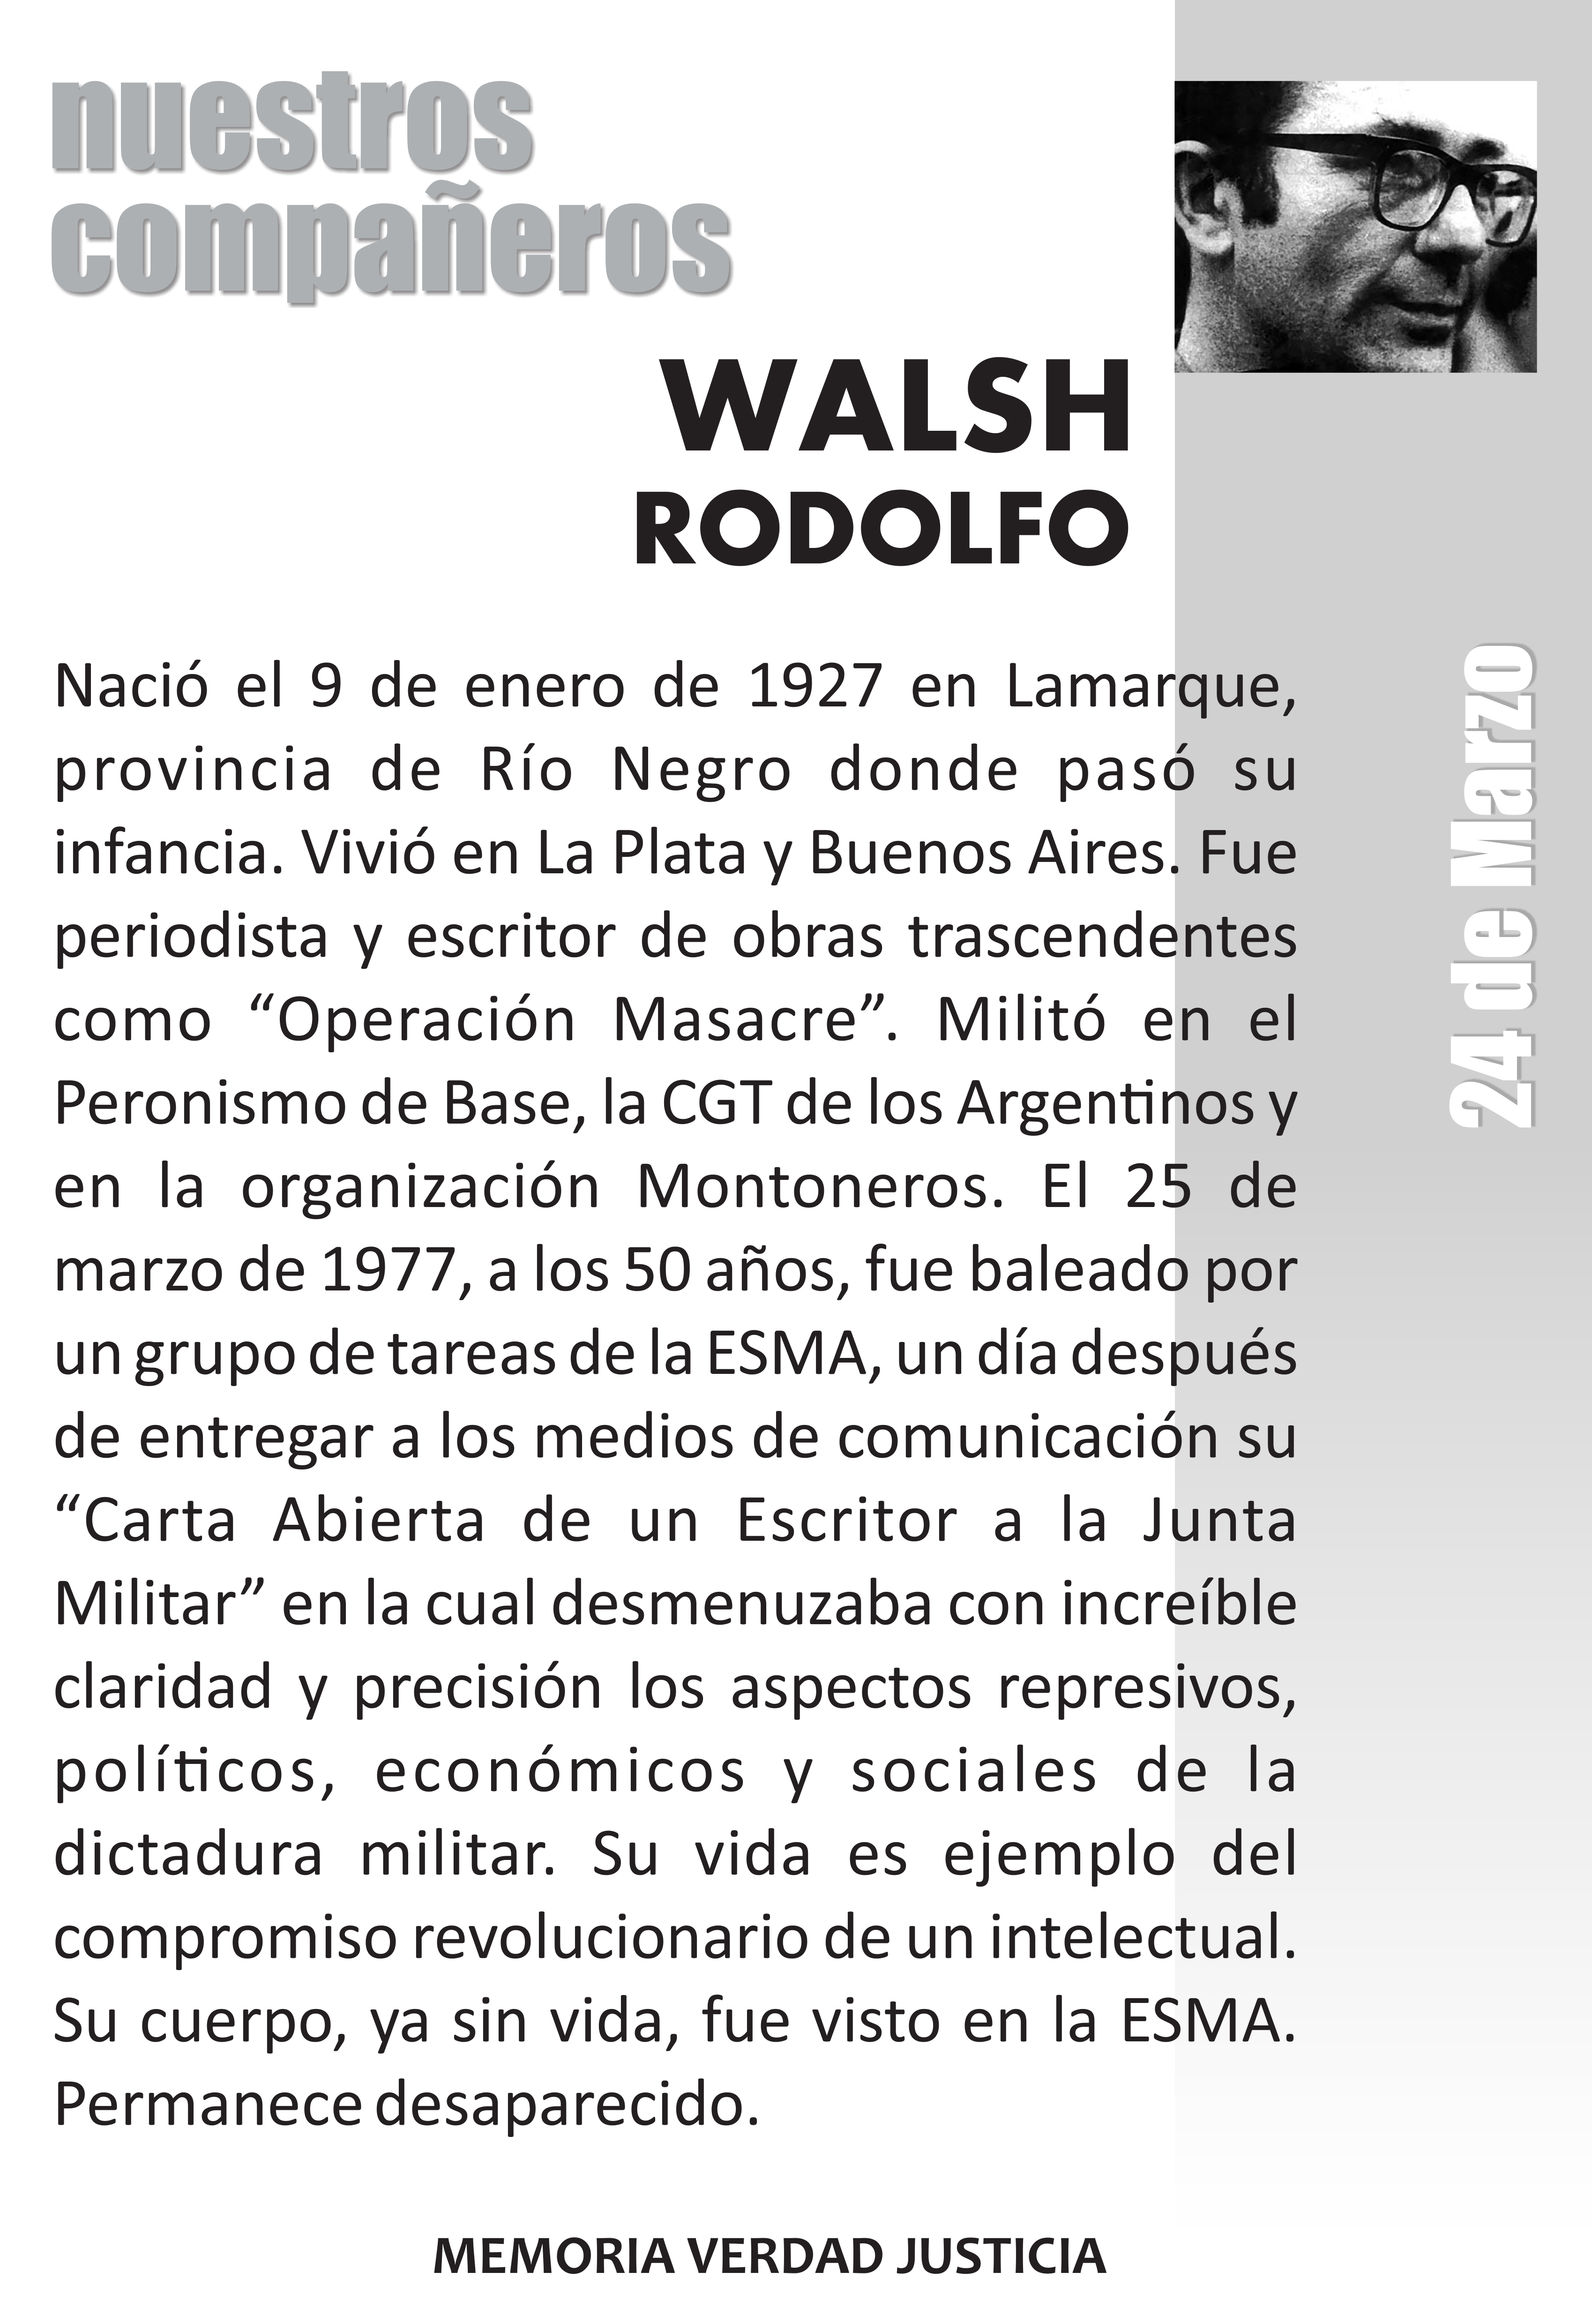 nuestros
compañeros
WALSH
RODOLFO
Nació el 9 de enero de 1927 en Lamarque,
provincia de Río Negro donde pasó su
infancia. Vivió en La Plata y Buenos Aires. Fue
periodista y escritor de obras trascendentes
como “Operación Masacre”. Militó en el
Peronismo de Base, la CGT de los Argentinos y
en la organización Montoneros. El 25 de
marzo de 1977, a los 50 años, fue baleado por
un grupo de tareas de la ESMA, un día después
de entregar a los medios de comunicación su
“Carta Abierta de un Escritor a la Junta
Militar” en la cual desmenuzaba con increíble
claridad y precisión los aspectos represivos,
políticos, económicos y sociales de la
dictadura militar. Su vida es ejemplo del
compromiso revolucionario de un intelectual.
Su cuerpo, ya sin vida, fue visto en la ESMA.
Permanece desaparecido.
24 de Marzo
MEMORIA VERDAD JUSTICIA